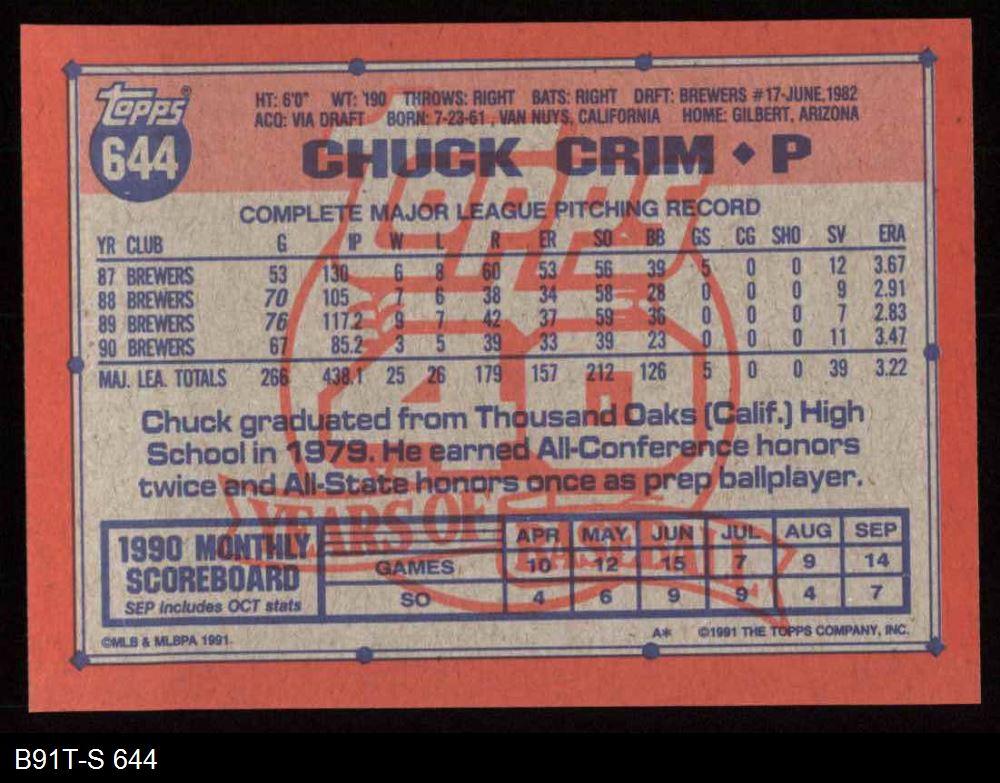 TOPPS®
644
HT: 6'0" WT: 190 THROWS: RIGHT BATS: RIGHT DRFT: BREWERS #17-JUNE, 1982
ACQ: VIA DRAFT BORN: 7-23-61, VAN NUYS, CALIFORNIA HOME: GILBERT, ARIZONA
CHUCK CRIM ◆ P
COMPLETE MAJOR LEAGUE PITCHING RECORD
YR CLUB G IP W L R ER SO BB GS CG SHO SV ERA
87 BREWERS 53 130 6 8 60 53 56 39 5 0 0 12 3.67
88 BREWERS 70 105 7 6 38 34 58 28 0 0 0 9 2.91
89 BREWERS 76 117.2 9 7 42 37 59 36 0 0 0 7 2.83
90 BREWERS 67 85.2 3 5 39 33 39 23 0 0 0 11 3.47
MAJ. LEA. TOTALS 266 438.1 25 26 179 157 212 126 5 0 0 39 3.22
TOPPS
40
Chuck graduated from Thousand Oaks (Calif.) High
School in 1979. He earned All-Conference honors
twice and All-State honors once as prep ballplayer.
YEARS OF BASEBALL
1990 MONTHLY
SCOREBOARD
SEP includes OCT stats
APR MAY JUN JUL AUG SEP
GAMES 10 12 15 7 9 14
SO 4 6 9 9 4 7
©MLB & MLBPA 1991. A* ©1991 THE TOPPS COMPANY, INC.
B91T-S 644